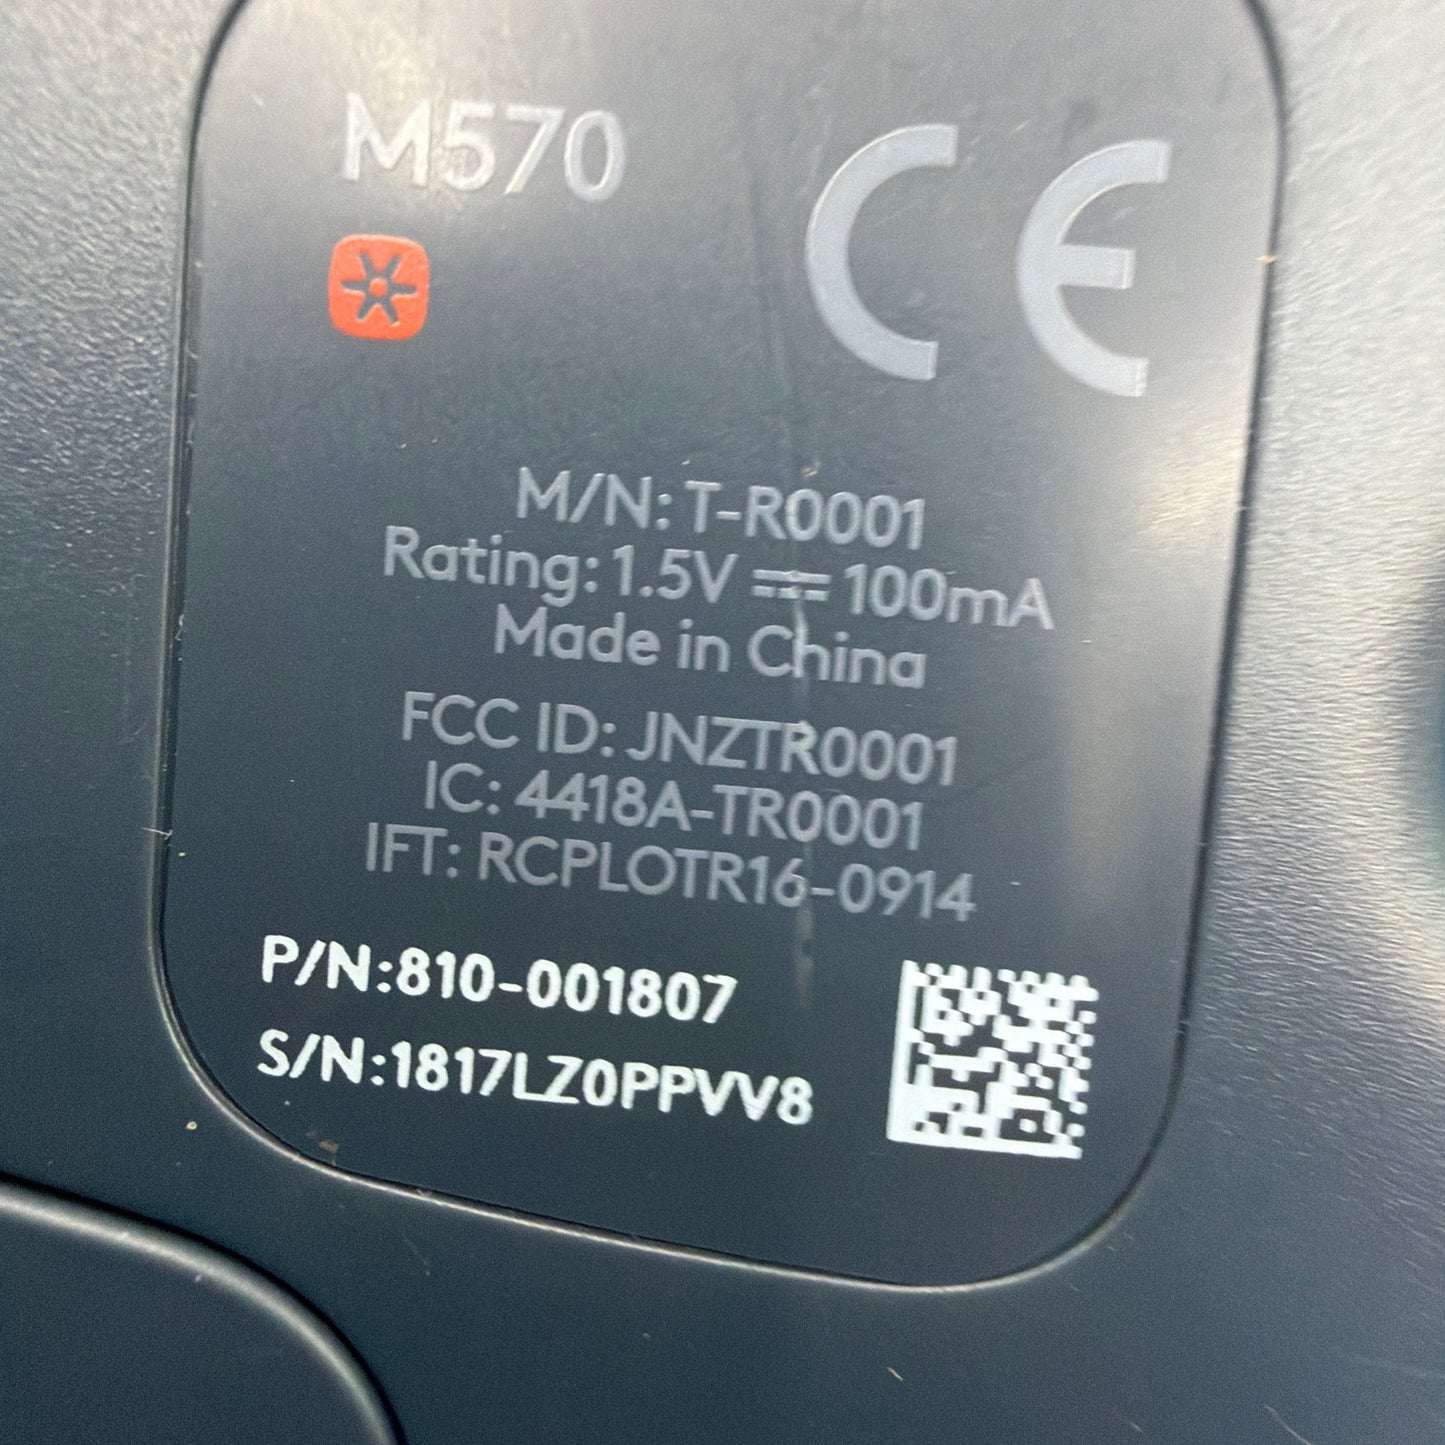 M570
CE
M/N: T-R0001
Rating: 1.5V ⎓ 100mA
Made in China
FCC ID: JNZTR0001
IC: 4418A-TR0001
IFT: RCPLOTR16-0914
P/N:810-001807
S/N:1817LZ0PPVV8